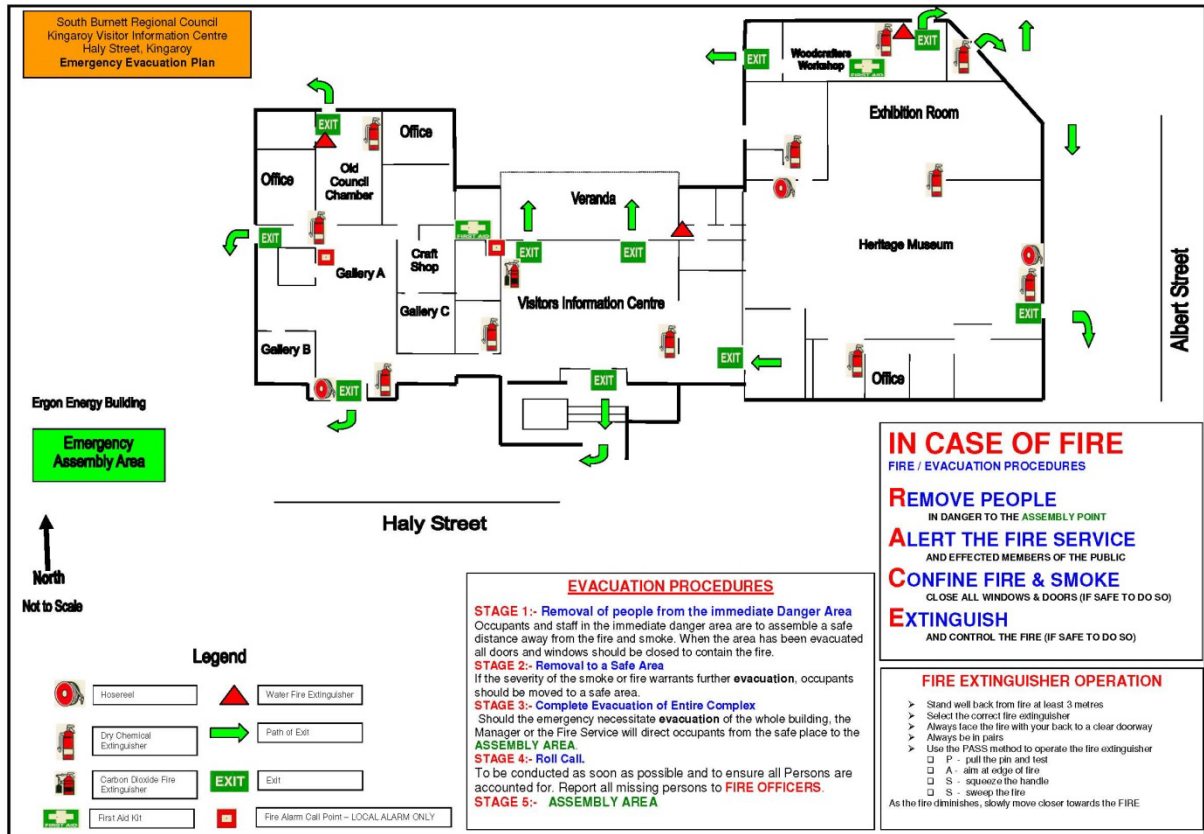 South Burnett Regional Council
Kingaroy Visitor Information Centre
Haly Street, Kingaroy
Emergency Evacuation Plan
EXIT
EXIT
Woodcrafters
Workshop
FIRST AID
Exhibition Room
EXIT
Office
Office
Old
Council
Chamber
Veranda
FIRST AID
EXIT
EXIT
EXIT
Craft
Shop
Gallery A
Heritage Museum
Albert Street
Gallery C
Visitors Information Centre
EXIT
Gallery B
EXIT
Office
EXIT
EXIT
Ergon Energy Building
Emergency
Assembly Area
Haly Street
North
Not to Scale
IN CASE OF FIRE
FIRE / EVACUATION PROCEDURES
REMOVE PEOPLE
IN DANGER TO THE ASSEMBLY POINT
ALERT THE FIRE SERVICE
AND EFFECTED MEMBERS OF THE PUBLIC
CONFINE FIRE & SMOKE
CLOSE ALL WINDOWS & DOORS (IF SAFE TO DO SO)
EXTINGUISH
AND CONTROL THE FIRE (IF SAFE TO DO SO)
EVACUATION PROCEDURES
STAGE 1:- Removal of people from the immediate Danger Area
Occupants and staff in the immediate danger area are to assemble a safe
distance away from the fire and smoke. When the area has been evacuated
all doors and windows should be closed to contain the fire.
STAGE 2:- Removal to a Safe Area
If the severity of the smoke or fire warrants further evacuation, occupants
should be moved to a safe area.
STAGE 3:- Complete Evacuation of Entire Complex
Should the emergency necessitate evacuation of the whole building, the
Manager or the Fire Service will direct occupants from the safe place to the
ASSEMBLY AREA.
STAGE 4:- Roll Call.
To be conducted as soon as possible and to ensure all Persons are
accounted for. Report all missing persons to FIRE OFFICERS.
STAGE 5:- ASSEMBLY AREA
FIRE EXTINGUISHER OPERATION
Stand well back from fire at least 3 metres
Select the correct fire extinguisher
Always face the fire with your back to a clear doorway
Always be in pairs
Use the PASS method to operate the fire extinguisher
P - pull the pin and test
A - aim at edge of fire
S - squeeze the handle
S - sweep the fire
As the fire diminishes, slowly move closer towards the FIRE
Legend
Hosereel
Water Fire Extinguisher
Dry Chemical
Extinguisher
Path of Exit
Carbon Dioxide Fire
Extinguisher
EXIT
Exit
FIRST AID
First Aid Kit
Fire Alarm Call Point – LOCAL ALARM ONLY